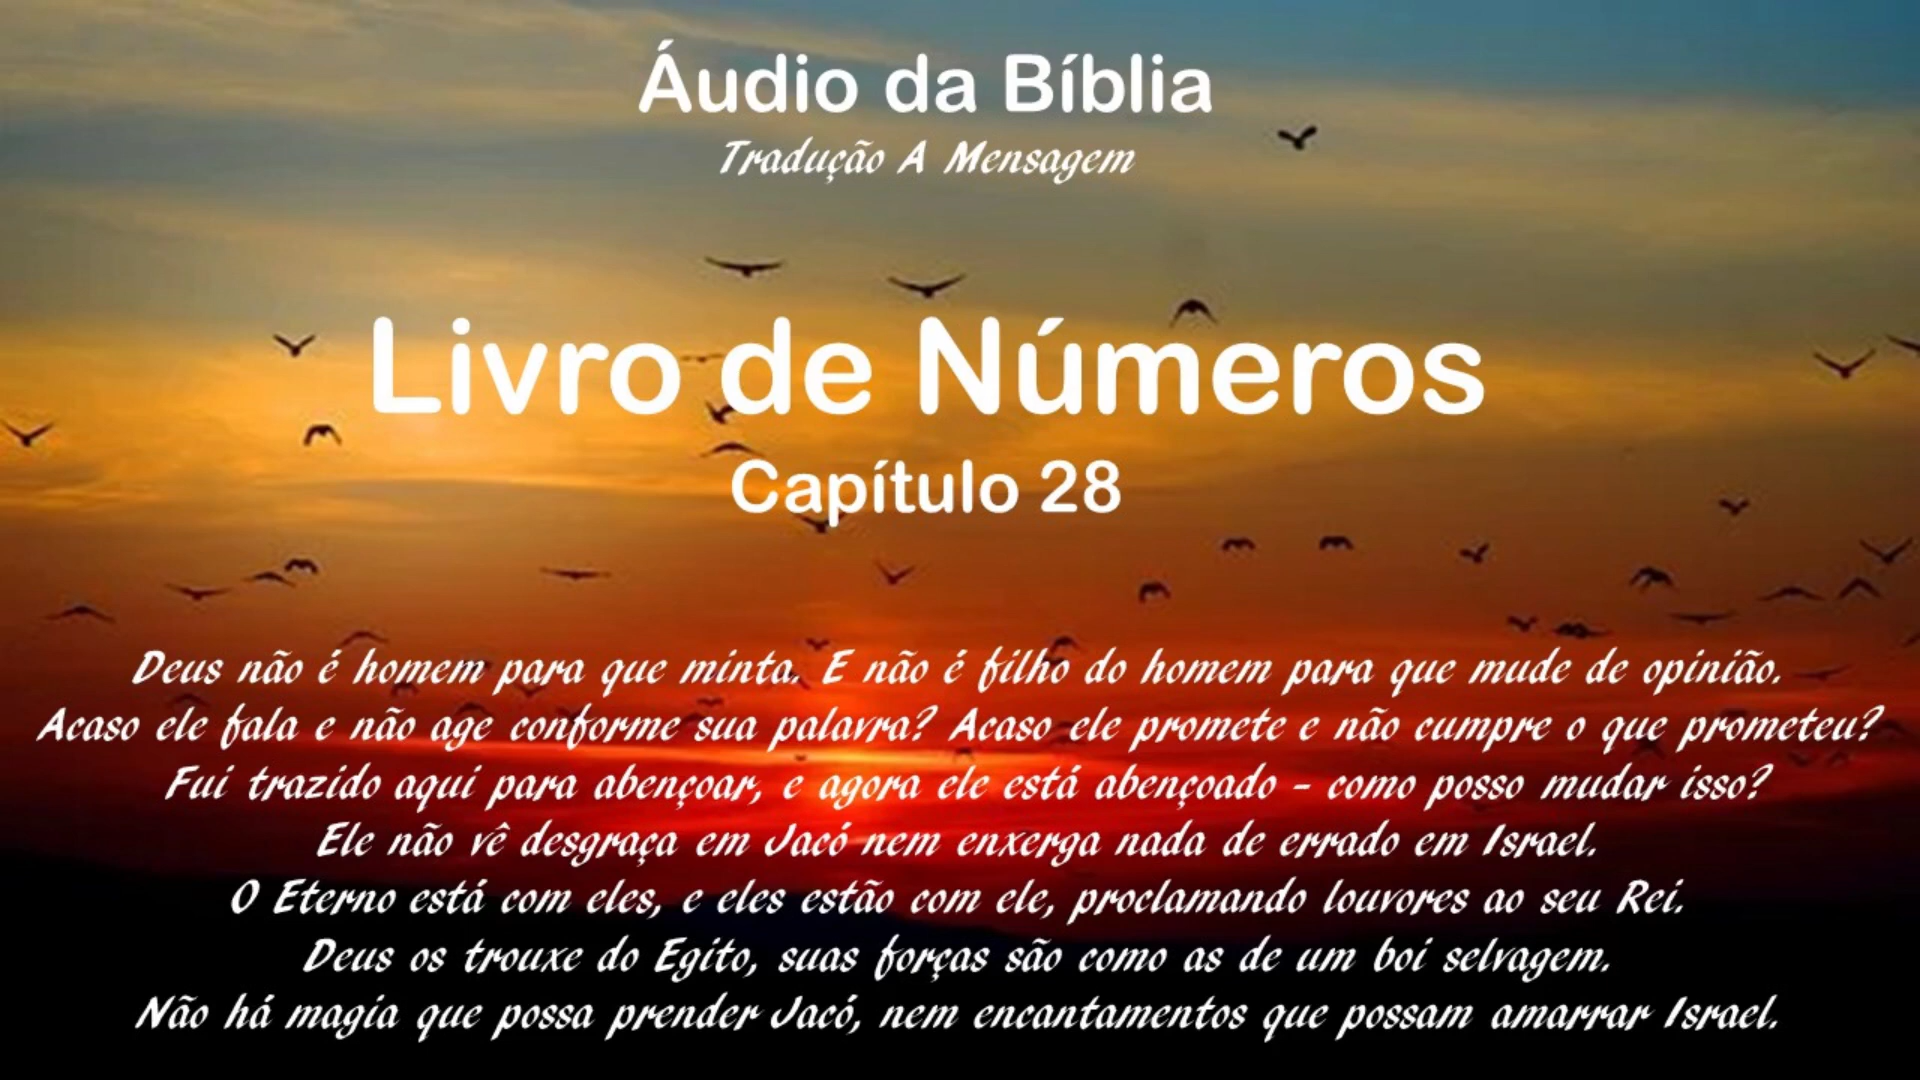 Áudio da Bíblia
Tradução A Mensagem
Livro de Números
Capítulo 28
Deus não é homem para que minta. E não é filho do homem para que mude de opinião.
Acaso ele fala e não age conforme sua palavra? Acaso ele promete e não cumpre o que prometeu?
Fui trazido aqui para abençoar, e agora ele está abençoado - como posso mudar isso?
Ele não vê desgraça em Jacó nem enxerga nada de errado em Israel.
O Eterno está com eles, e eles estão com ele, proclamando louvores ao seu Rei.
Deus os trouxe do Egito, suas forças são como as de um boi selvagem.
Não há magia que possa prender Jacó, nem encantamentos que possam amarrar Israel.